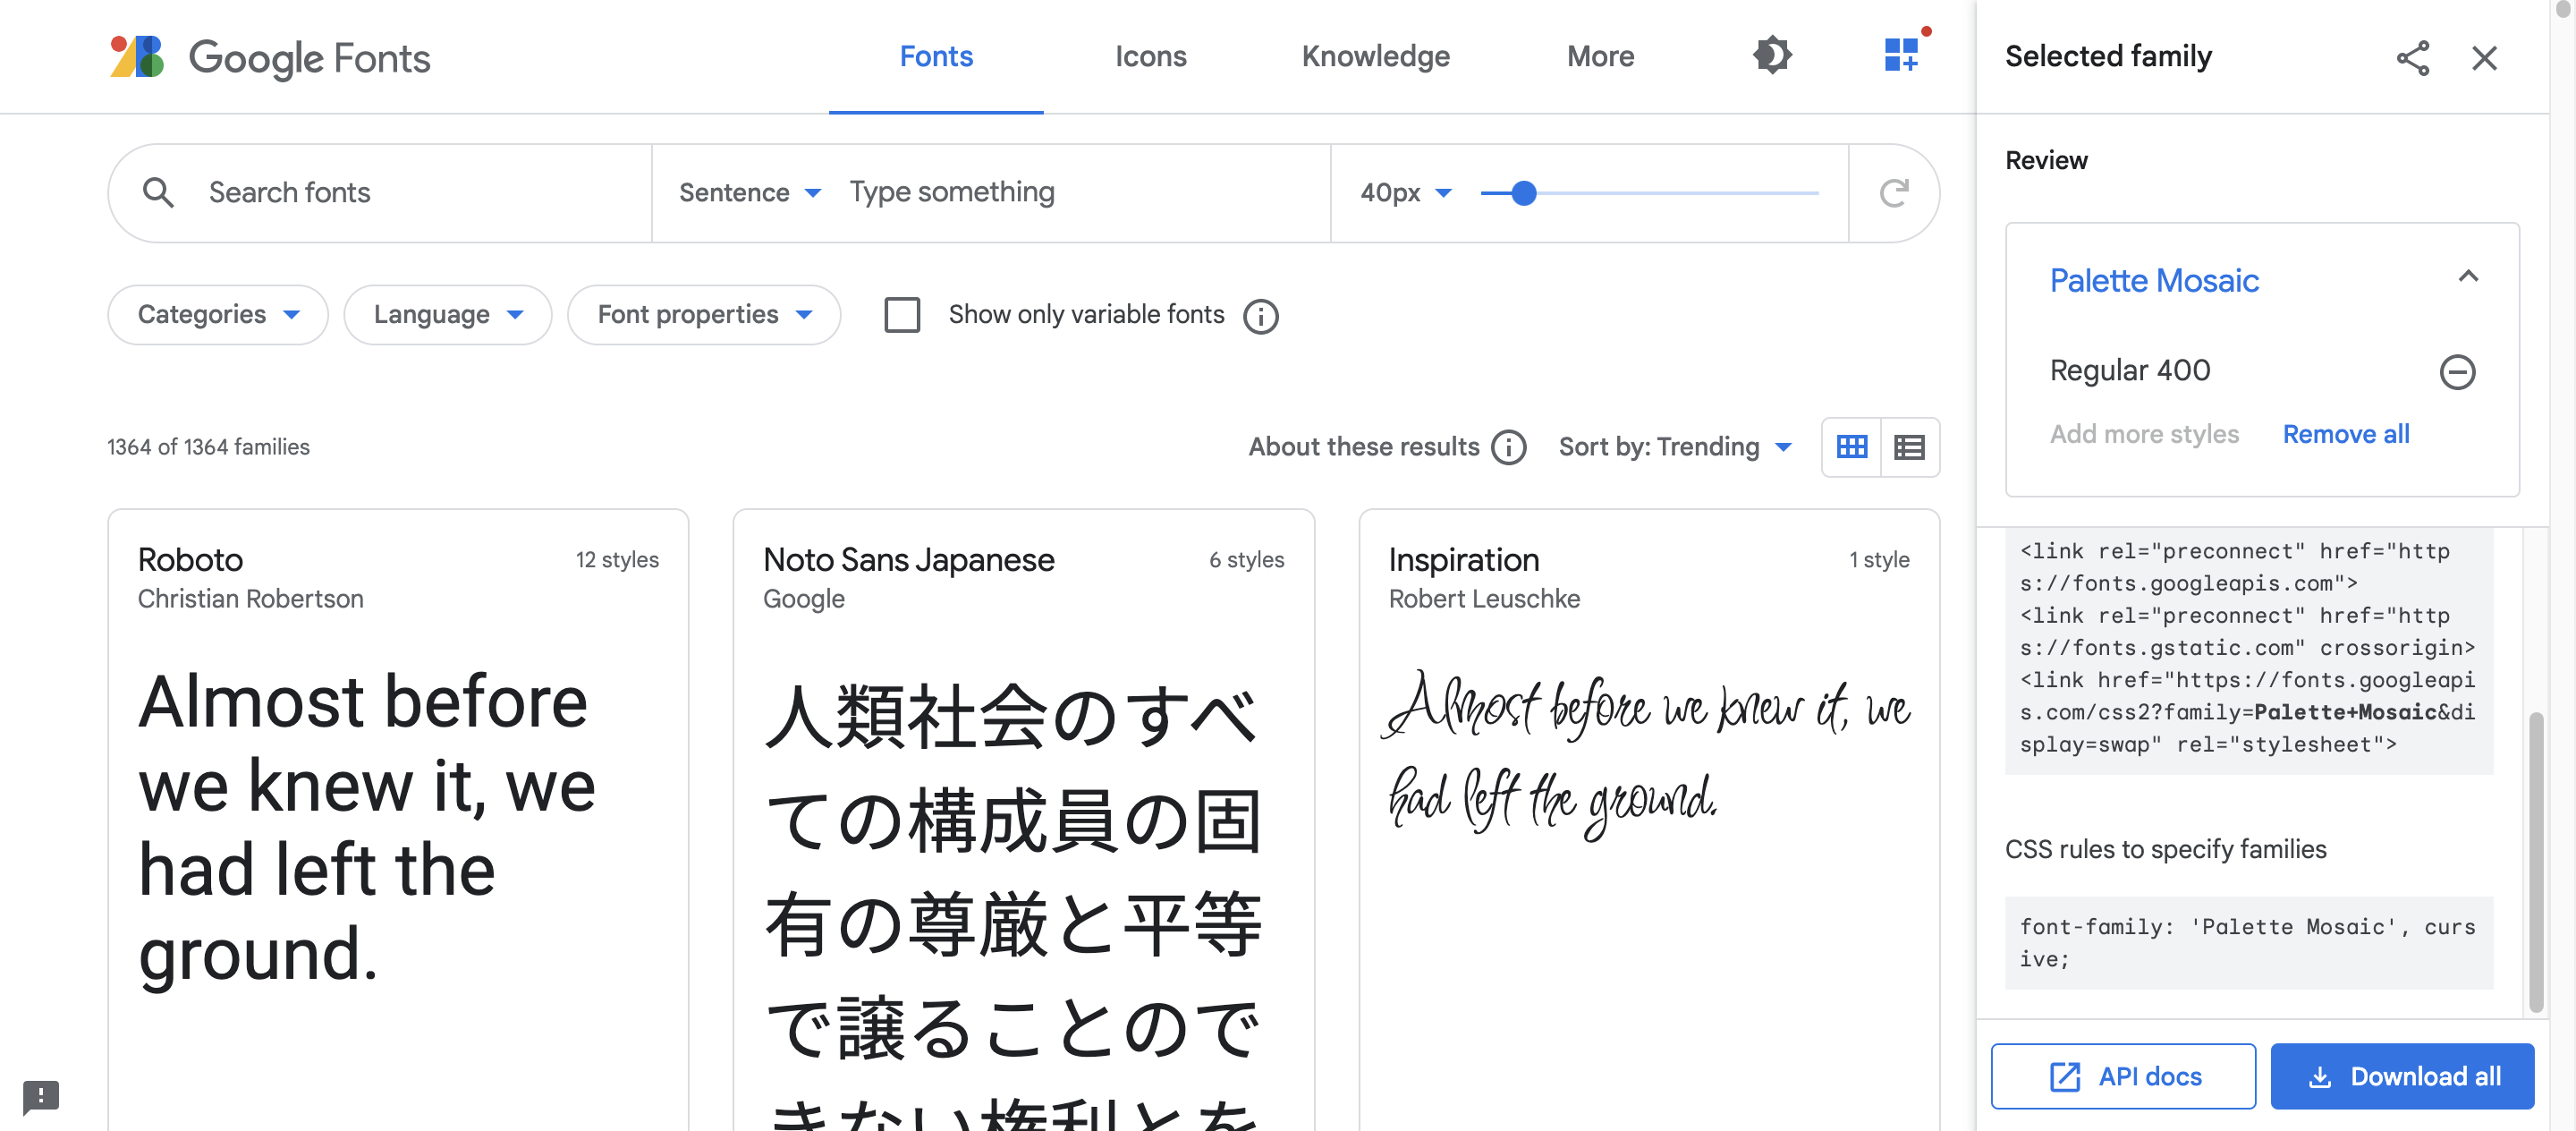 Google Fonts
Fonts
Icons
Knowledge
More
Selected family
Search fonts
Sentence
Type something
40px
Categories
Language
Font properties
Show only variable fonts
1364 of 1364 families
About these results
Sort by: Trending
Roboto
12 styles
Christian Robertson
Almost before
we knew it, we
had left the
ground.
Noto Sans Japanese
6 styles
Google
人類社会のすべ
ての構成員の固
有の尊厳と平等
で譲ることので
きない権利とを
Inspiration
1 style
Robert Leuschke
Almost before we knew it, we
had left the ground.
Review
Palette Mosaic
Regular 400
Add more styles
Remove all
<link rel="preconnect" href="http
s://fonts.googleapis.com">
<link rel="preconnect" href="http
s://fonts.gstatic.com" crossorigin>
<link href="https://fonts.googleapi
s.com/css2?family=Palette+Mosaic&di
splay=swap" rel="stylesheet">
CSS rules to specify families
font-family: 'Palette Mosaic', curs
ive;
API docs
Download all